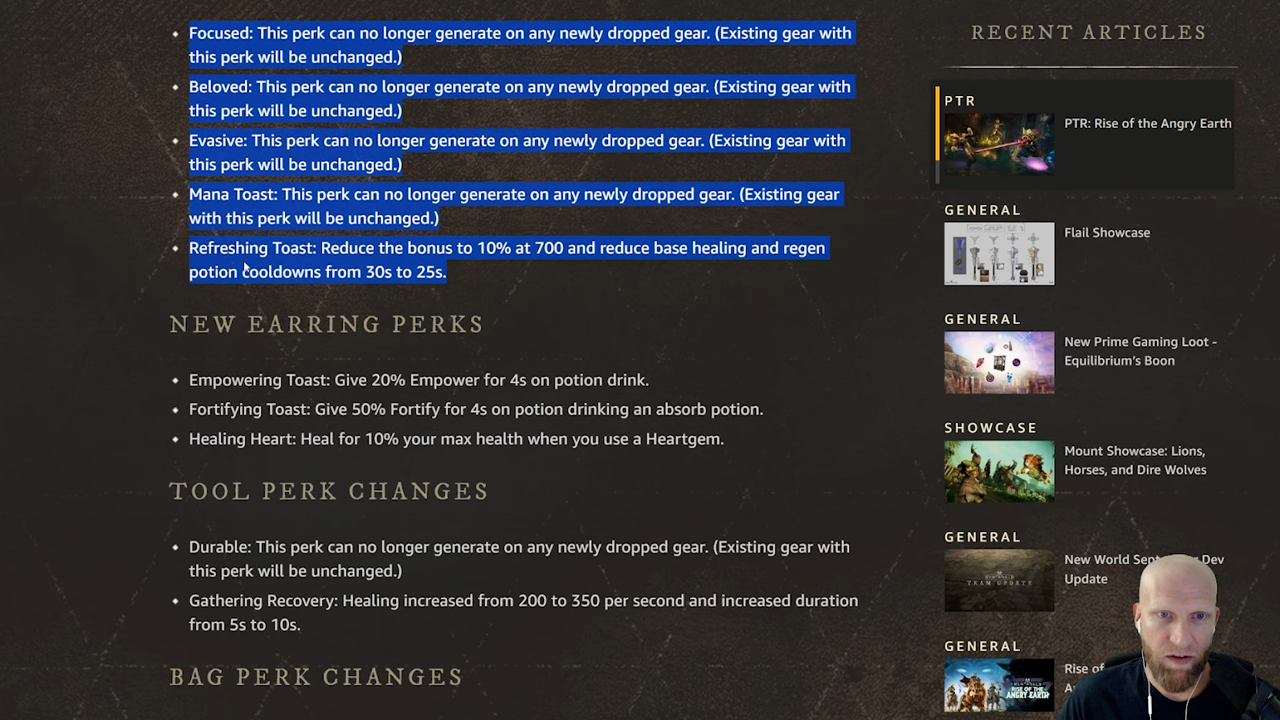 Focused: This perk can no longer generate on any newly dropped gear. (Existing gear with
this perk will be unchanged.)
Beloved: This perk can no longer generate on any newly dropped gear. (Existing gear with
this perk will be unchanged.)
Evasive: This perk can no longer generate on any newly dropped gear. (Existing gear with
this perk will be unchanged.)
Mana Toast: This perk can no longer generate on any newly dropped gear. (Existing gear
with this perk will be unchanged.)
Refreshing Toast: Reduce the bonus to 10% at 700 and reduce base healing and regen
potion cooldowns from 30s to 25s.
NEW EARRING PERKS
Empowering Toast: Give 20% Empower for 4s on potion drink.
Fortifying Toast: Give 50% Fortify for 4s on potion drinking an absorb potion.
Healing Heart: Heal for 10% your max health when you use a Heartgem.
TOOL PERK CHANGES
Durable: This perk can no longer generate on any newly dropped gear. (Existing gear with
this perk will be unchanged.)
Gathering Recovery: Healing increased from 200 to 350 per second and increased duration
from 5s to 10s.
BAG PERK CHANGES
RECENT ARTICLES
PTR
PTR: Rise of the Angry Earth
GENERAL
Flail Showcase
GENERAL
New Prime Gaming Loot -
Equilibrium's Boon
SHOWCASE
Mount Showcase: Lions,
Horses, and Dire Wolves
GENERAL
New World Dev
Update
TEAM UPDATE
GENERAL
Rise of
RISE OF THE
ANGRY EARTH